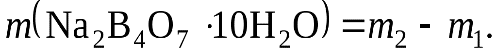 m(Na₂B₄O₇ ·10H₂O) = m₂ − m₁.